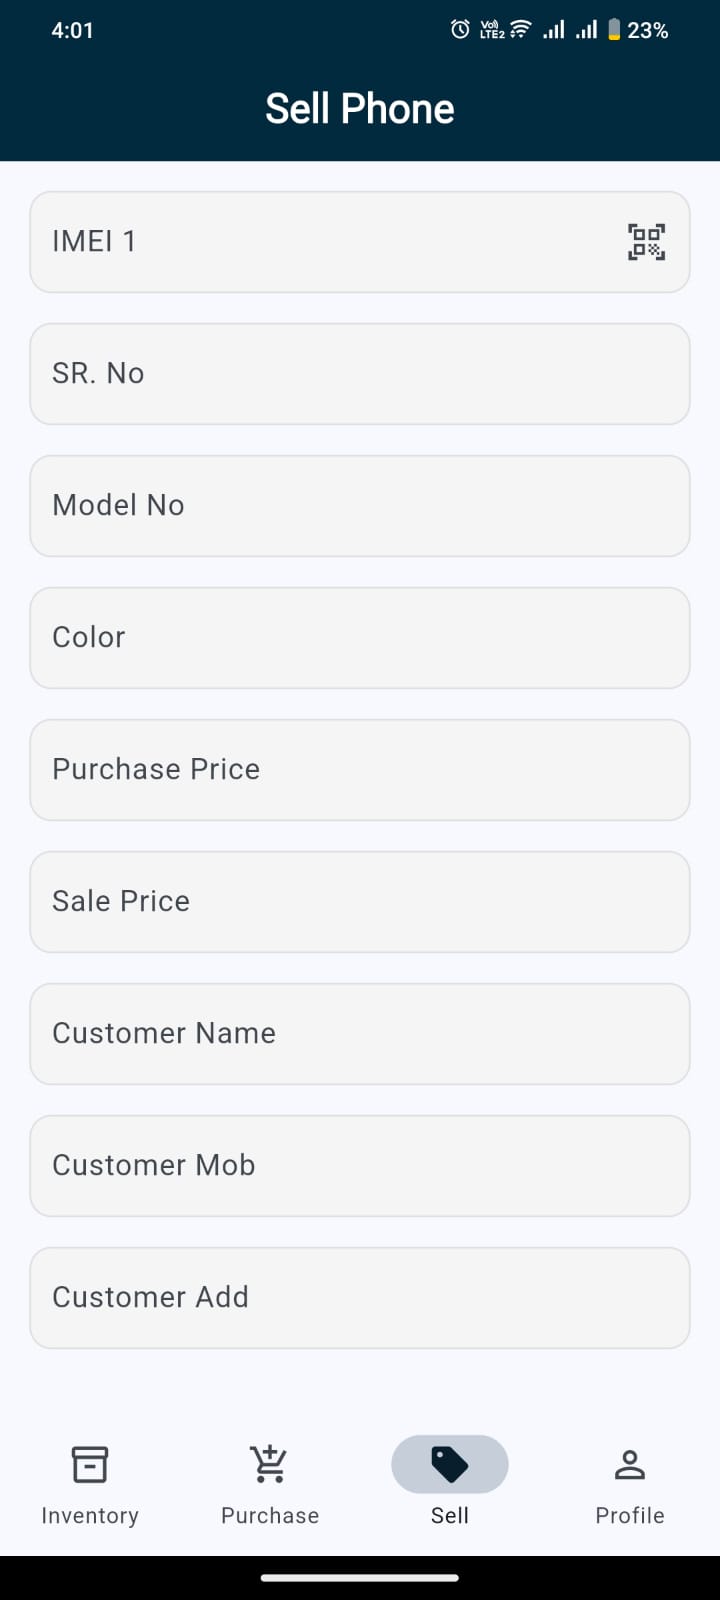 4:01
Vo)) LTE2 23%
Sell Phone
IMEI 1
SR. No
Model No
Color
Purchase Price
Sale Price
Customer Name
Customer Mob
Customer Add
Inventory Purchase Sell Profile